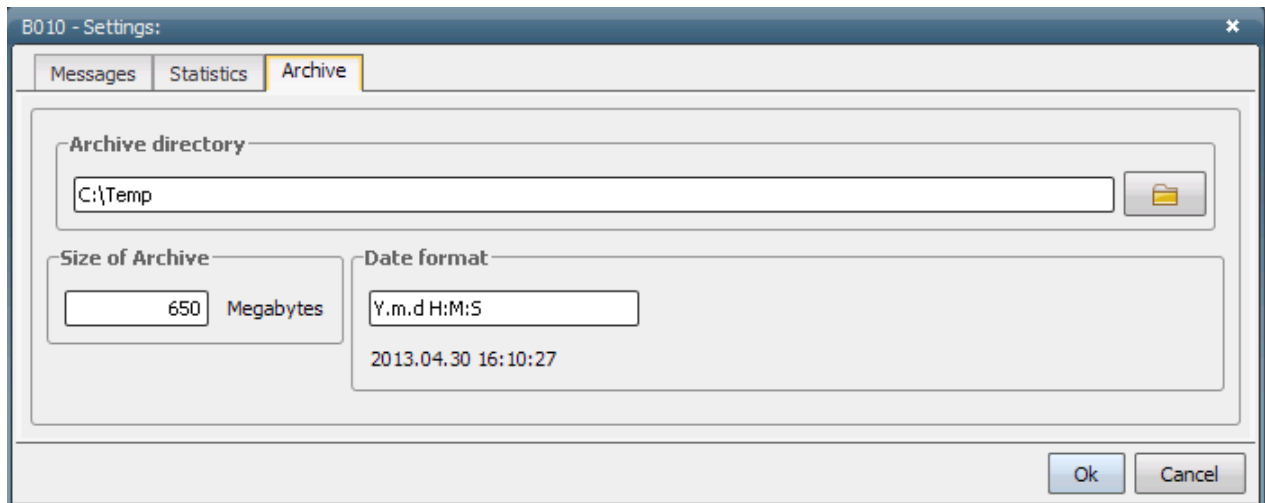 B010 - Settings:
Messages Statistics Archive
Archive directory
C:\Temp
Size of Archive Date format
650 Megabytes Y.m.d H:M:S
2013.04.30 16:10:27
Ok Cancel